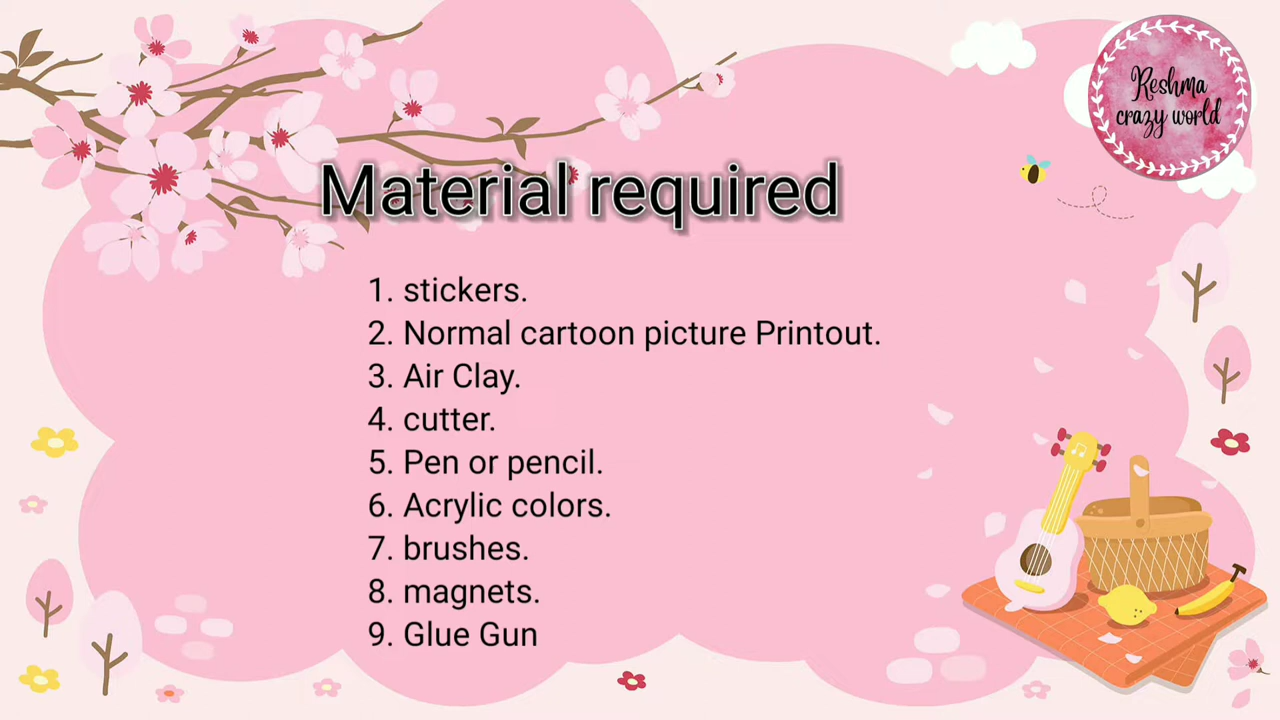 Reshma
crazy world
Material required
1. stickers.
2. Normal cartoon picture Printout.
3. Air Clay.
4. cutter.
5. Pen or pencil.
6. Acrylic colors.
7. brushes.
8. magnets.
9. Glue Gun